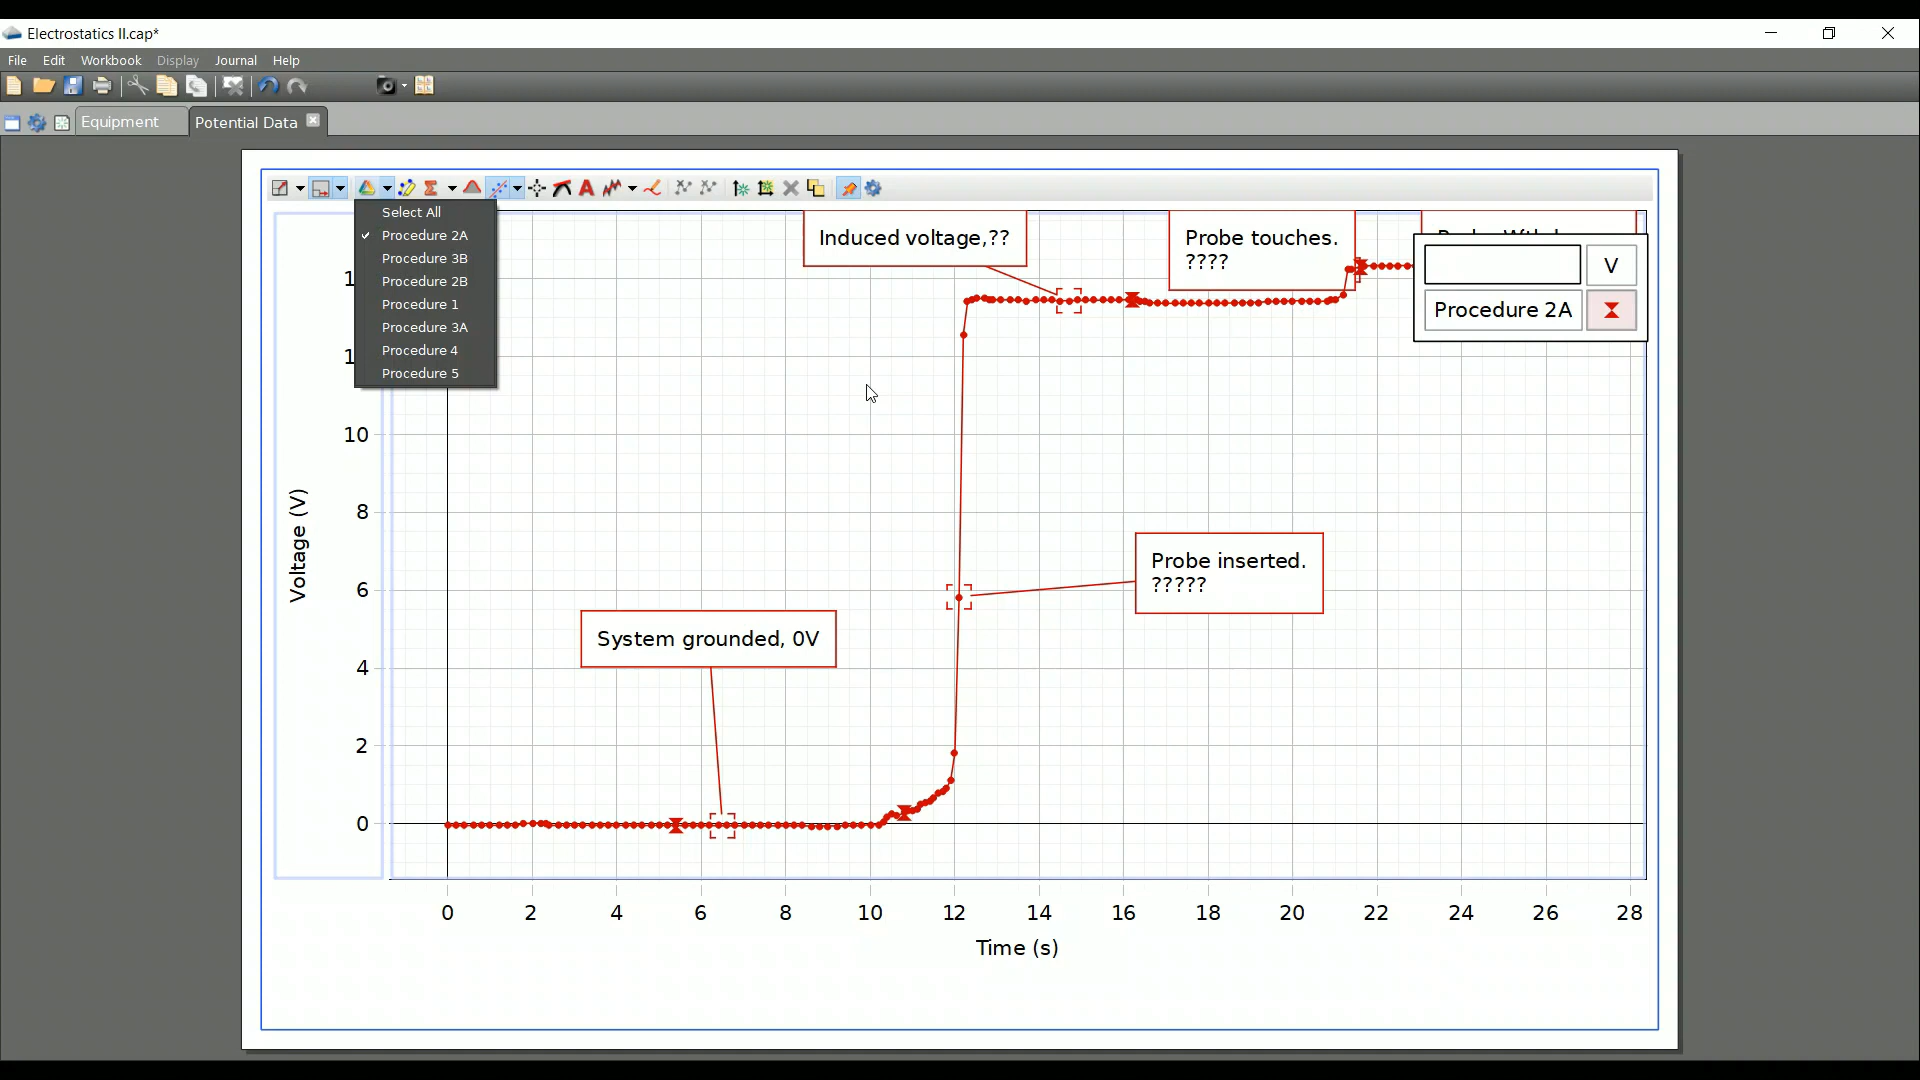 Electrostatics II.cap*
File Edit Workbook Display Journal Help
Equipment Potential Data
Select All
Procedure 2A
Procedure 3B
Procedure 2B
Procedure 1
Procedure 3A
Procedure 4
Procedure 5
Induced voltage,??
Probe touches.
????
V
Procedure 2A
Probe inserted.
?????
System grounded, 0V
Voltage (V)
1
1
10
8
6
4
2
0
0 2 4 6 8 10 12 14 16 18 20 22 24 26 28
Time (s)